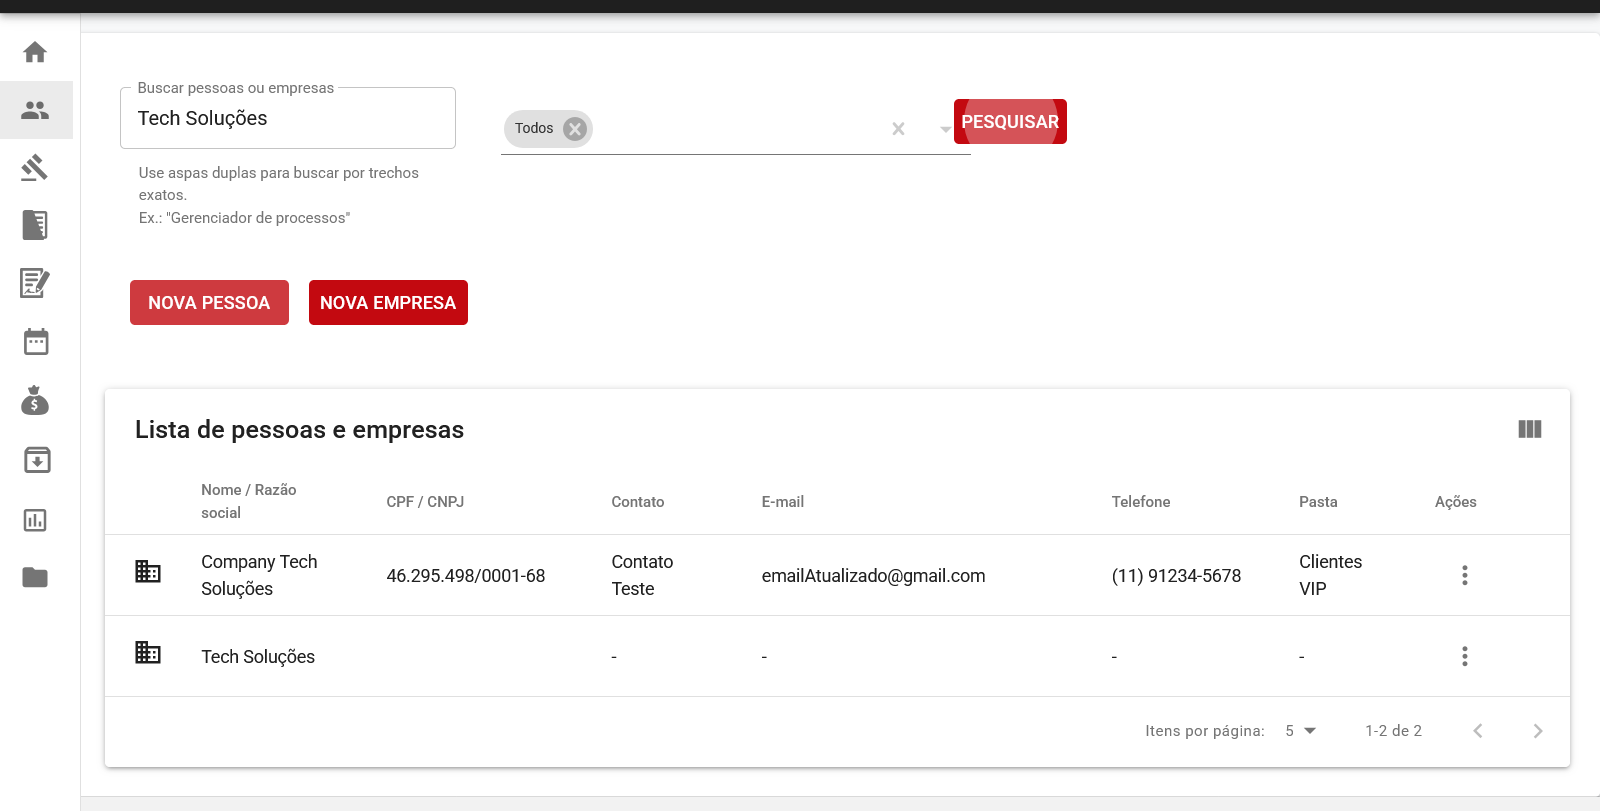 Buscar pessoas ou empresas
Tech Soluções
Todos
PESQUISAR
Use aspas duplas para buscar por trechos
exatos.
Ex.: "Gerenciador de processos"
NOVA PESSOA
NOVA EMPRESA
Lista de pessoas e empresas
Nome / Razão
social
CPF / CNPJ
Contato
E-mail
Telefone
Pasta
Ações
Company Tech
Soluções
46.295.498/0001-68
Contato
Teste
emailAtualizado@gmail.com
(11) 91234-5678
Clientes
VIP
Tech Soluções
-
-
-
-
Itens por página:
5
1-2 de 2